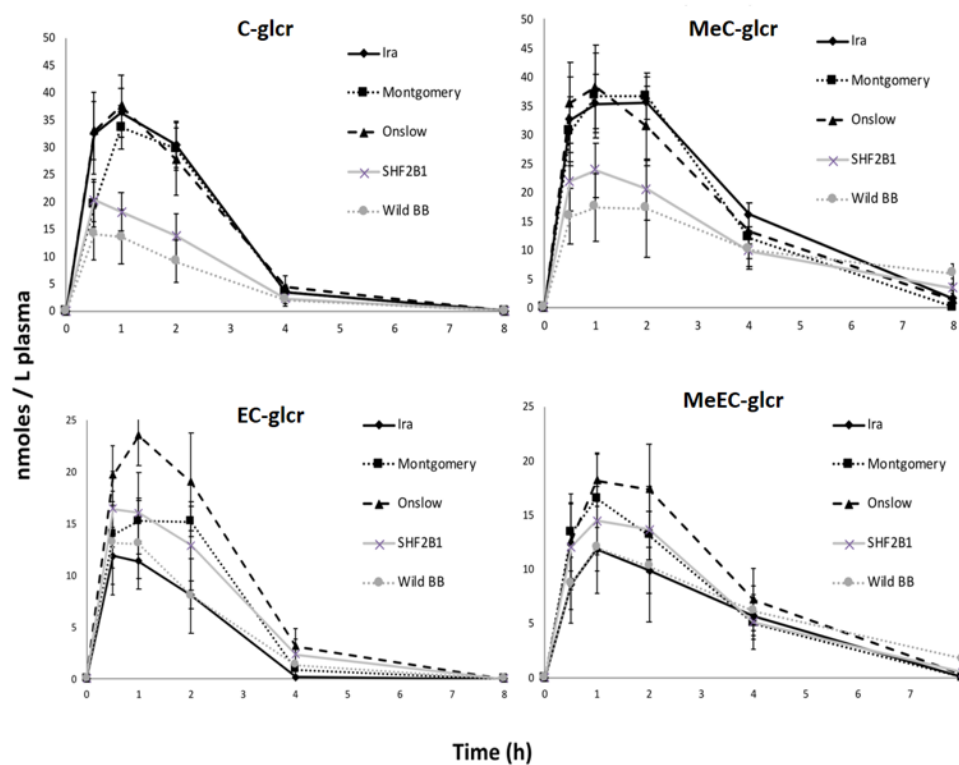 C-glcr
50
45
40
35
30
25
20
15
10
5
0
0 1 2 3 4 5 6 7 8
Ira
Montgomery
Onslow
SHF2B1
Wild BB
MeC-glcr
50
45
40
35
30
25
20
15
10
5
0
0 1 2 3 4 5 6 7 8
Ira
Montgomery
Onslow
SHF2B1
Wild BB
nmoles / L plasma
EC-glcr
25
20
15
10
5
0
0 1 2 3 4 5 6 7 8
Ira
Montgomery
Onslow
SHF2B1
Wild BB
MeEC-glcr
25
20
15
10
5
0
0 1 2 3 4 5 6 7
Ira
Montgomery
Onslow
SHF2B1
Wild BB
Time (h)